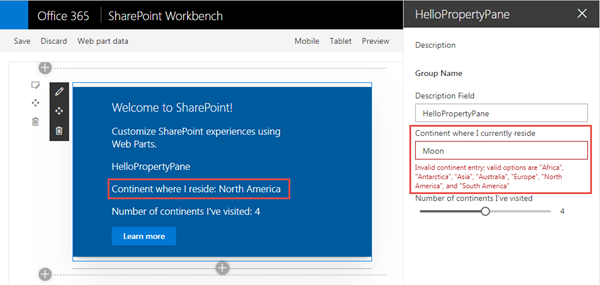 Office 365 SharePoint Workbench
Save Discard Web part data Mobile Tablet Preview
Welcome to SharePoint!
Customize SharePoint experiences using
Web Parts.
HelloPropertyPane
Continent where I reside: North America
Number of continents I've visited: 4
Learn more
HelloPropertyPane
Description
Group Name
Description Field
HelloPropertyPane
Continent where I currently reside
Moon
Invalid continent entry; valid options are "Africa",
"Antarctica", "Asia", "Australia", "Europe", "North
America", and "South America"
Number of continents I've visited
4